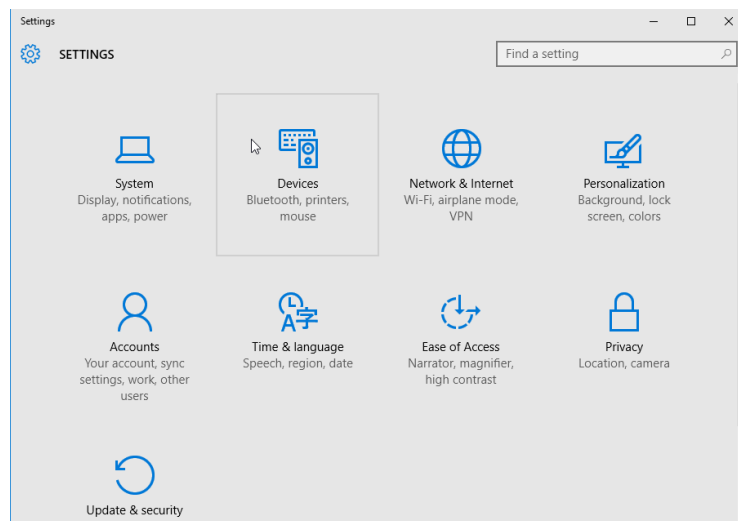 Settings
SETTINGS
Find a setting
System
Display, notifications,
apps, power
Devices
Bluetooth, printers,
mouse
Network & Internet
Wi-Fi, airplane mode,
VPN
Personalization
Background, lock
screen, colors
Accounts
Your account, sync
settings, work, other
users
A字
Time & language
Speech, region, date
Ease of Access
Narrator, magnifier,
high contrast
Privacy
Location, camera
Update & security